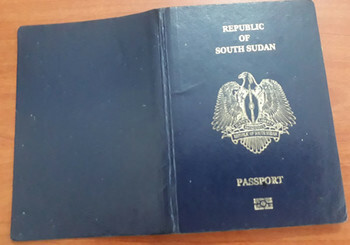 REPUBLIC
OF
SOUTH SUDAN
PASSPORT